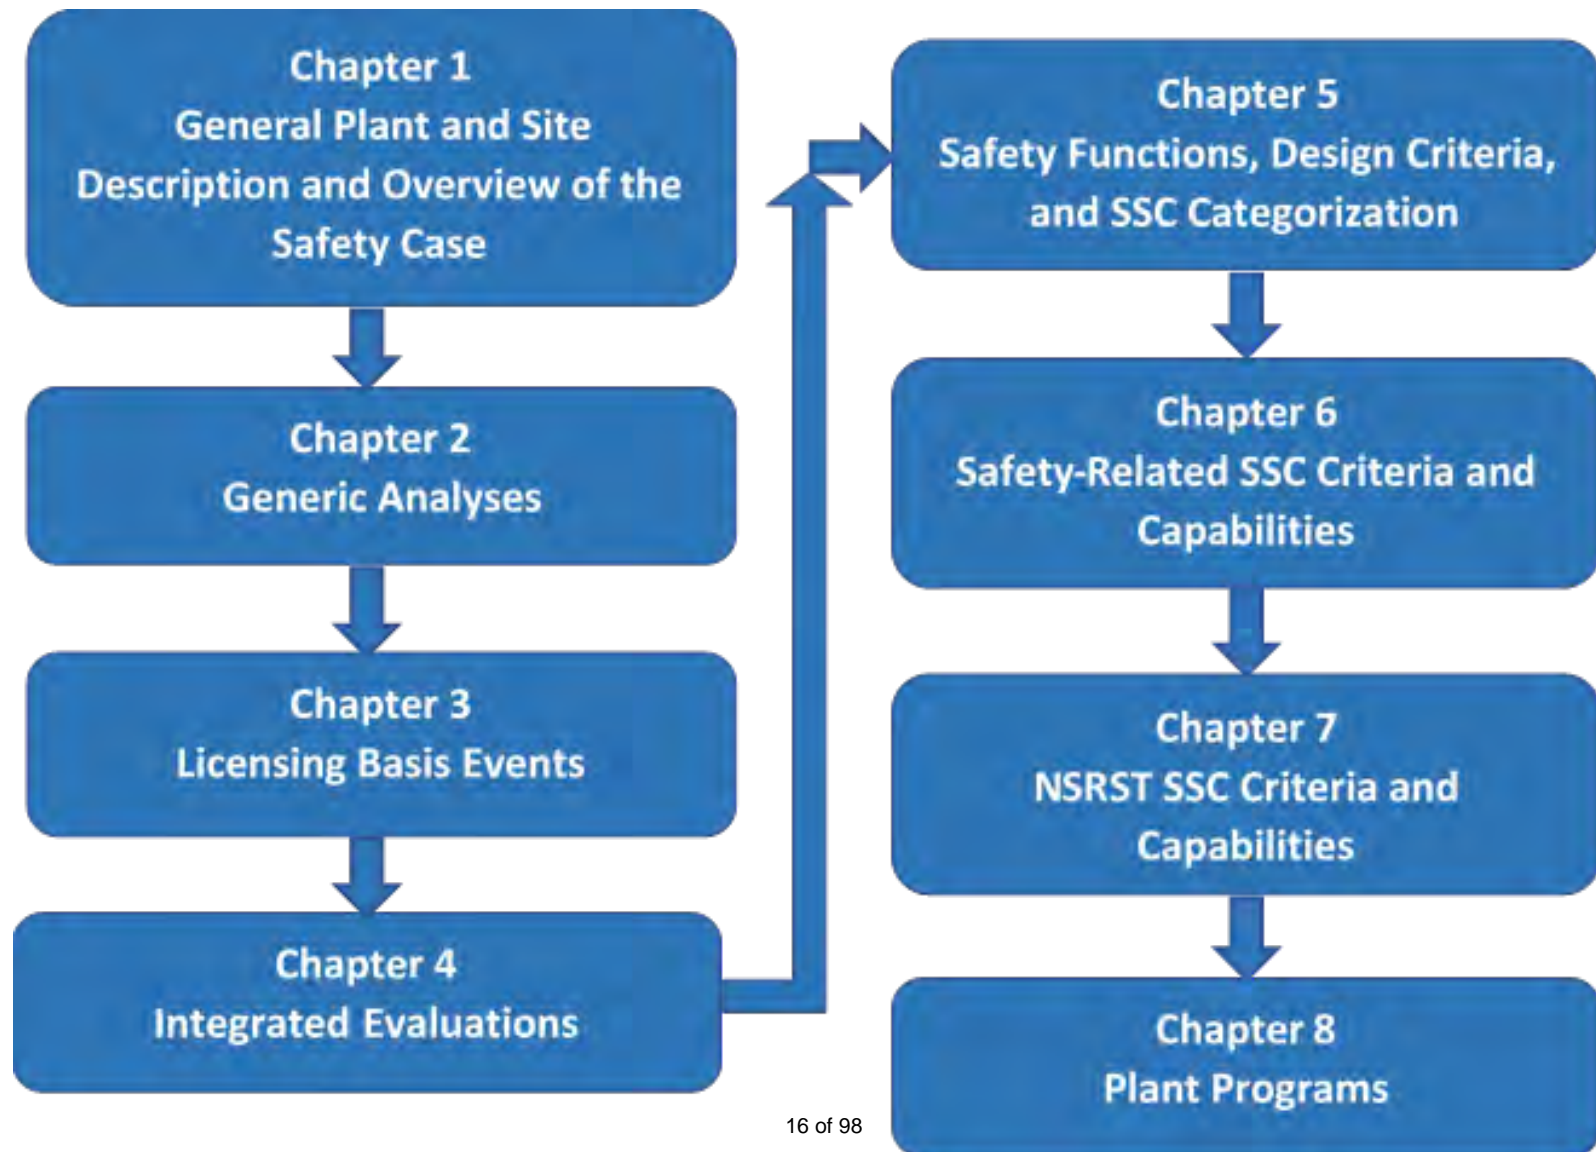 Chapter 1
General Plant and Site
Description and Overview of the
Safety Case
Chapter 2
Generic Analyses
Chapter 3
Licensing Basis Events
Chapter 4
Integrated Evaluations
Chapter 5
Safety Functions, Design Criteria,
and SSC Categorization
Chapter 6
Safety-Related SSC Criteria and
Capabilities
Chapter 7
NSRST SSC Criteria and
Capabilities
Chapter 8
Plant Programs
16 of 98